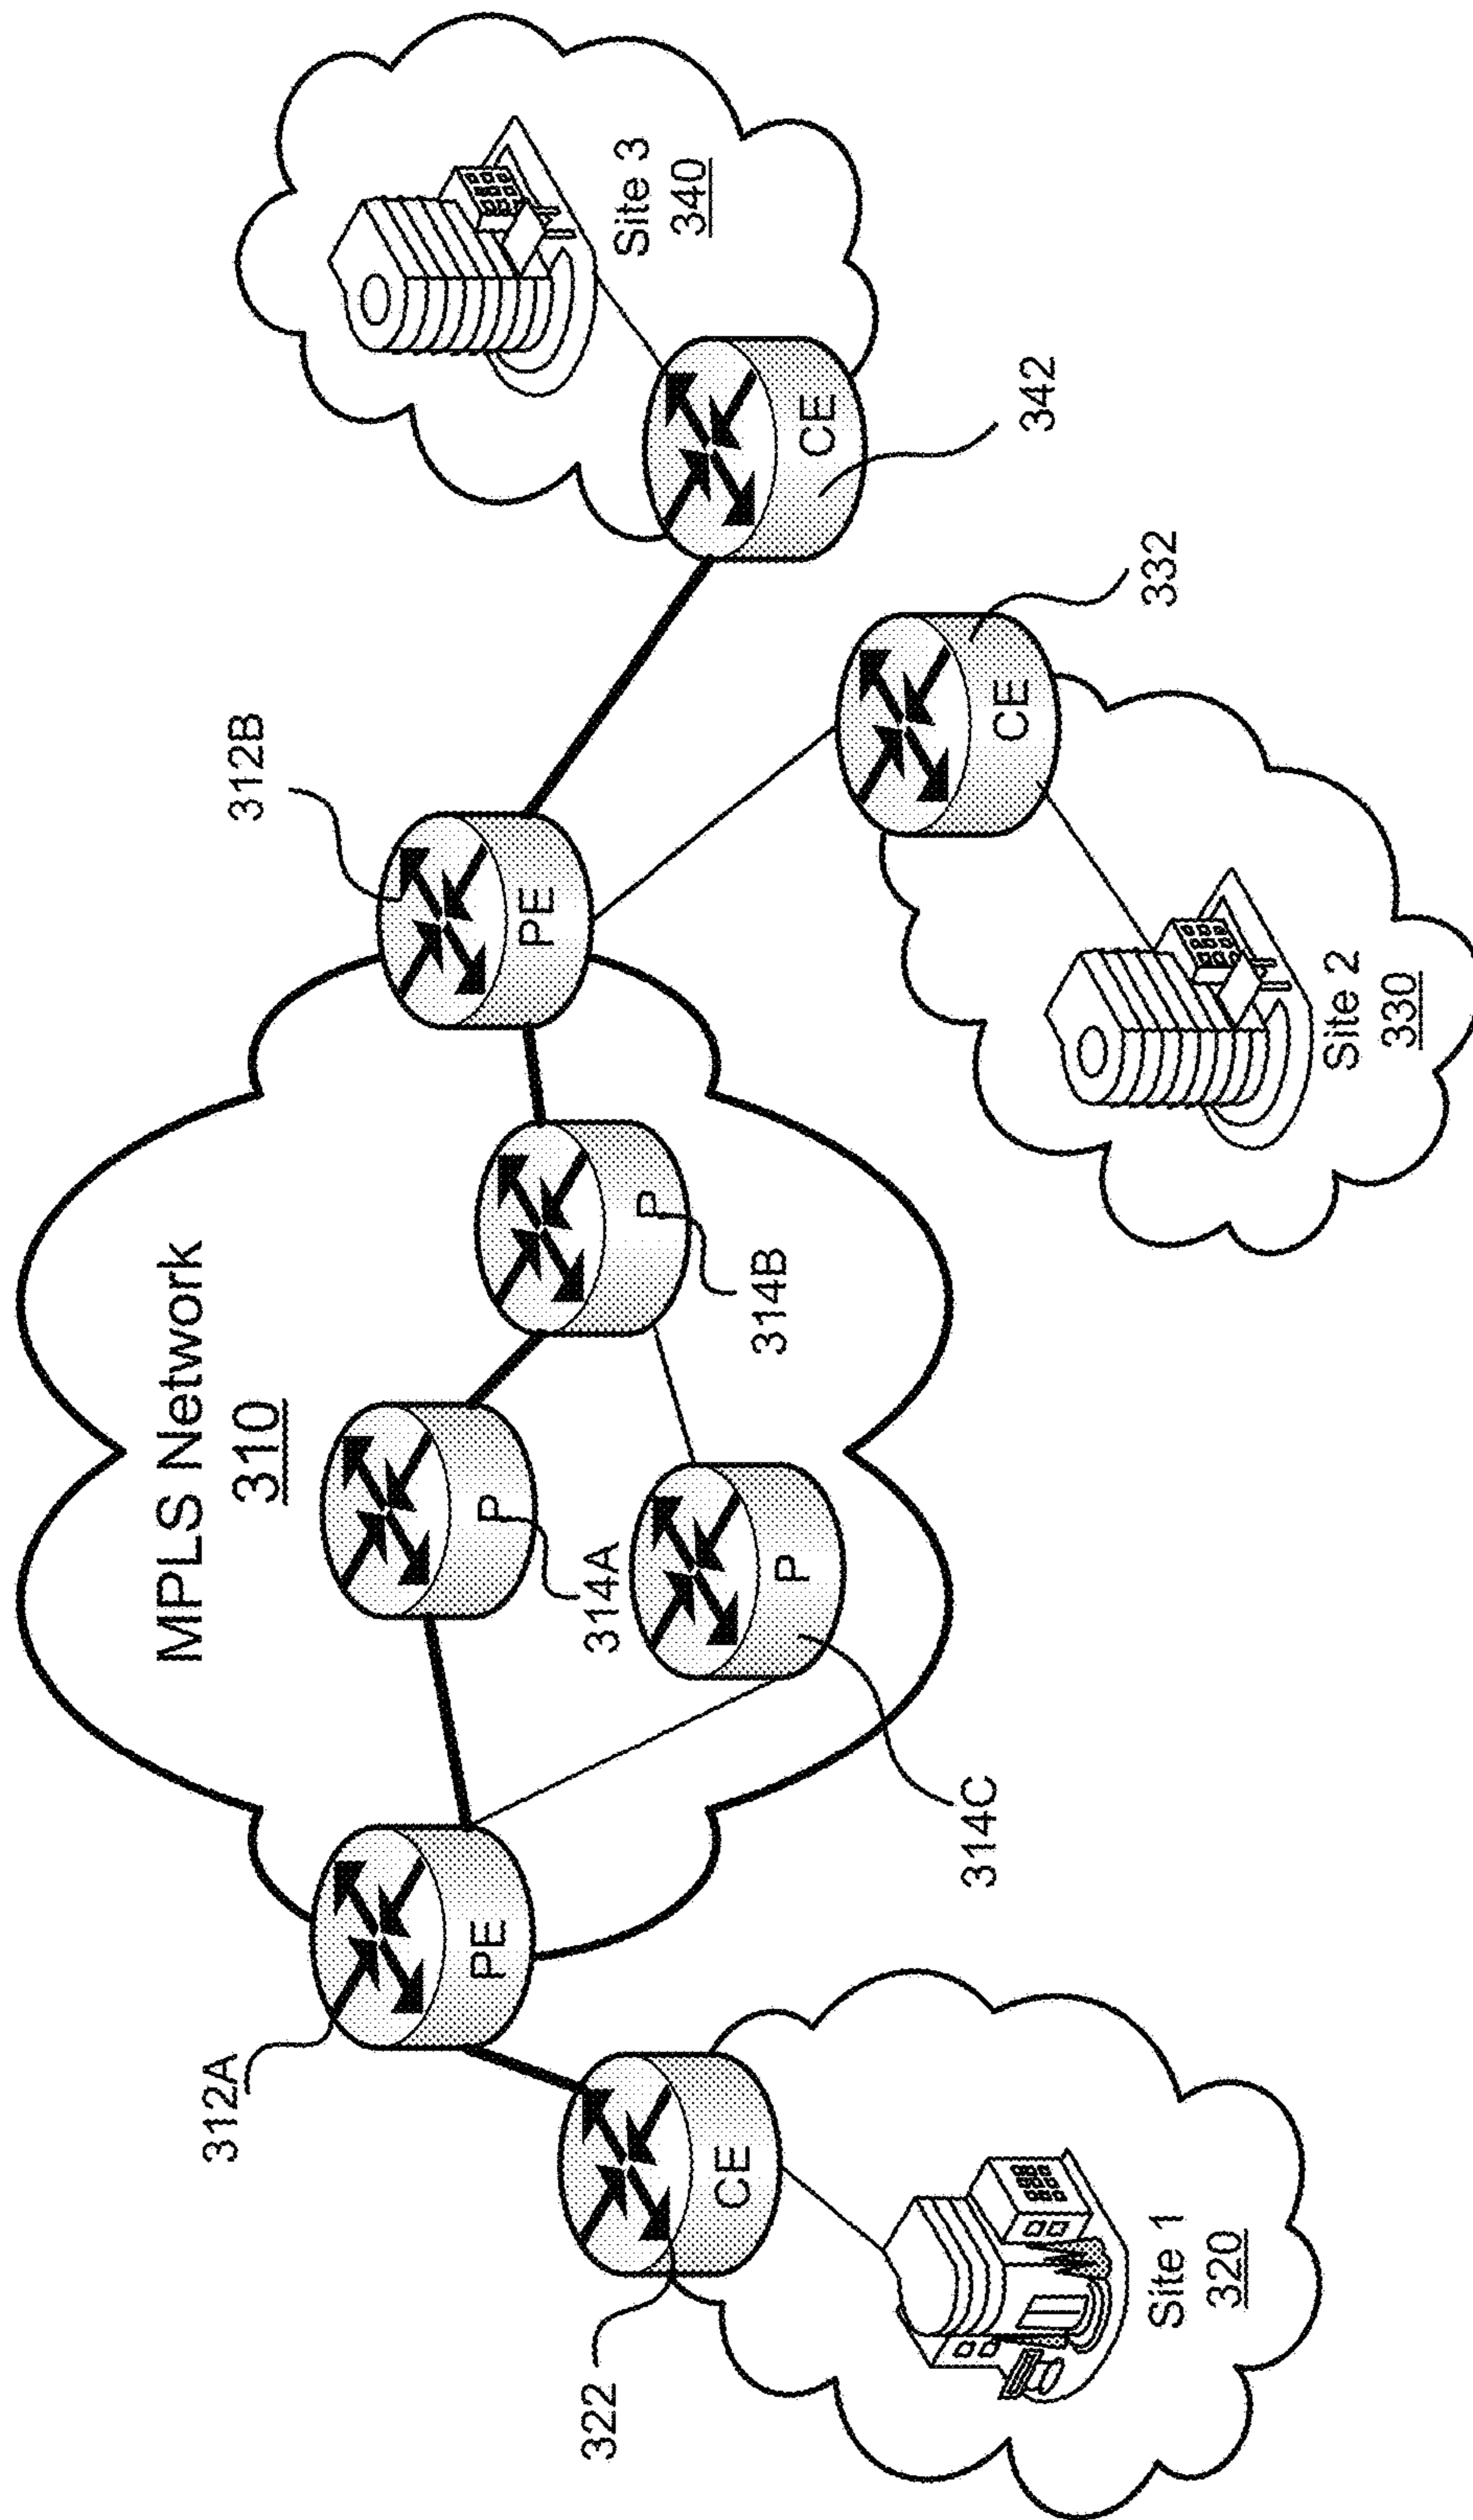 MPLS Network
310
312A
PE
312B
PE
P
314A
P
314B
P
314C
322
CE
Site 1
320
CE
332
Site 2
330
CE
342
Site 3
340